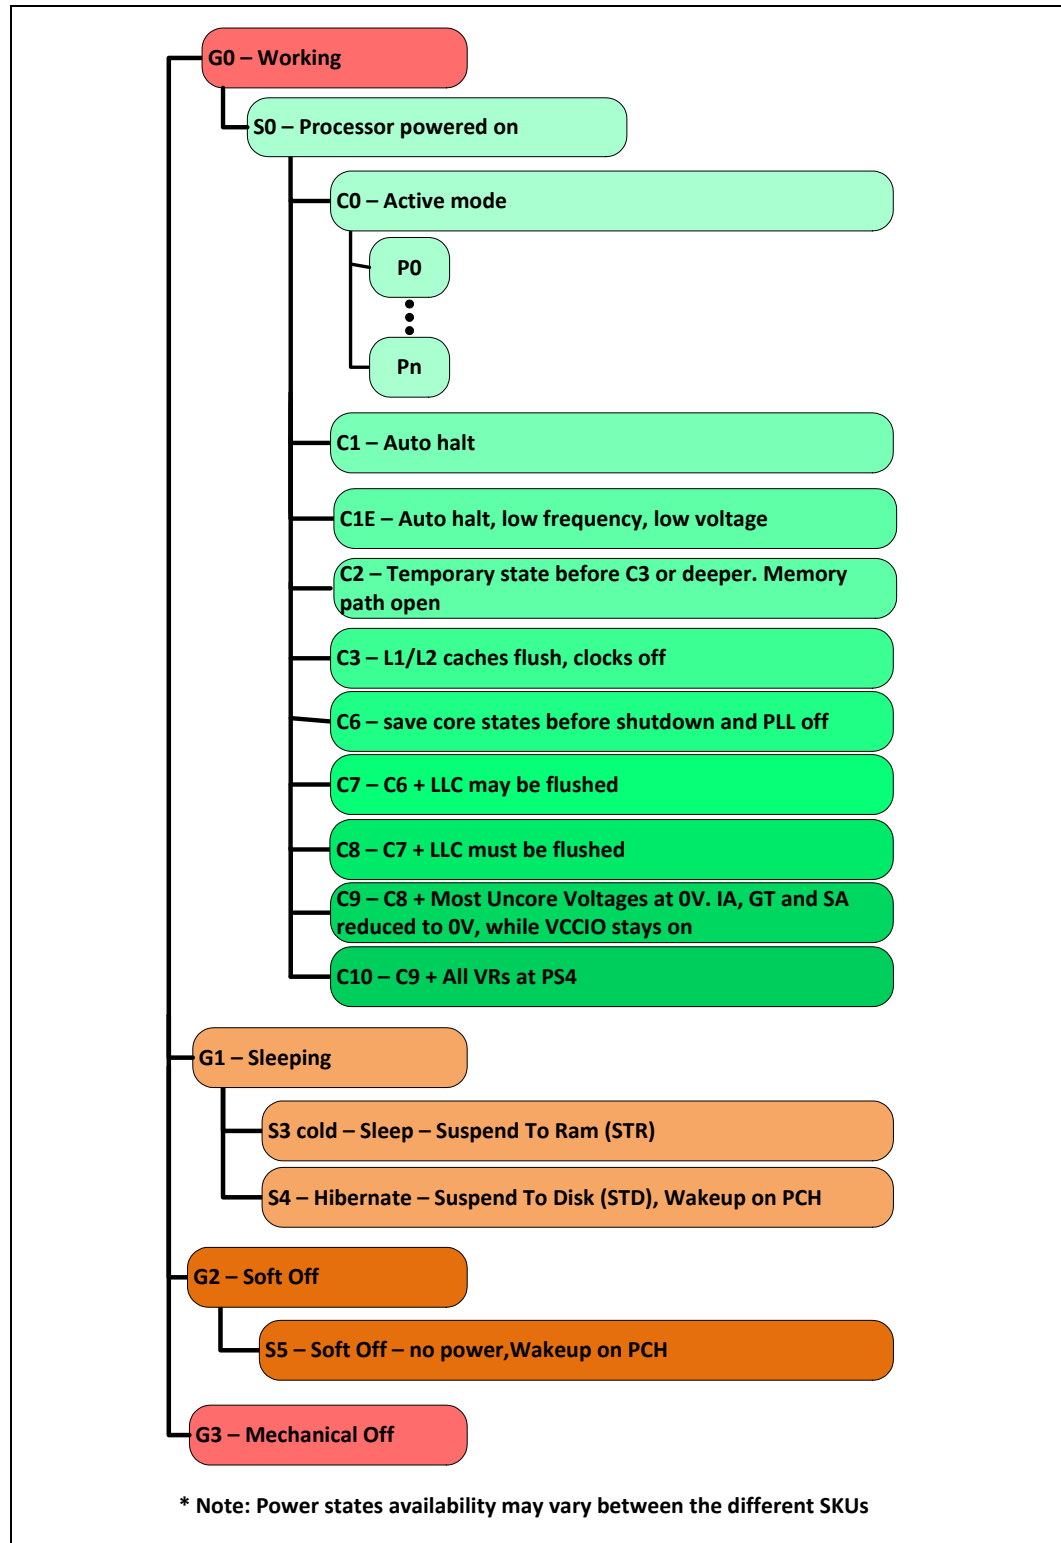 G0 – Working
S0 – Processor powered on
C0 – Active mode
P0
Pn
C1 – Auto halt
C1E – Auto halt, low frequency, low voltage
C2 – Temporary state before C3 or deeper. Memory
path open
C3 – L1/L2 caches flush, clocks off
C6 – save core states before shutdown and PLL off
C7 – C6 + LLC may be flushed
C8 – C7 + LLC must be flushed
C9 – C8 + Most Uncore Voltages at 0V. IA, GT and SA
reduced to 0V, while VCCIO stays on
C10 – C9 + All VRs at PS4
G1 – Sleeping
S3 cold – Sleep – Suspend To Ram (STR)
S4 – Hibernate – Suspend To Disk (STD), Wakeup on PCH
G2 – Soft Off
S5 – Soft Off – no power,Wakeup on PCH
G3 – Mechanical Off
* Note: Power states availability may vary between the different SKUs